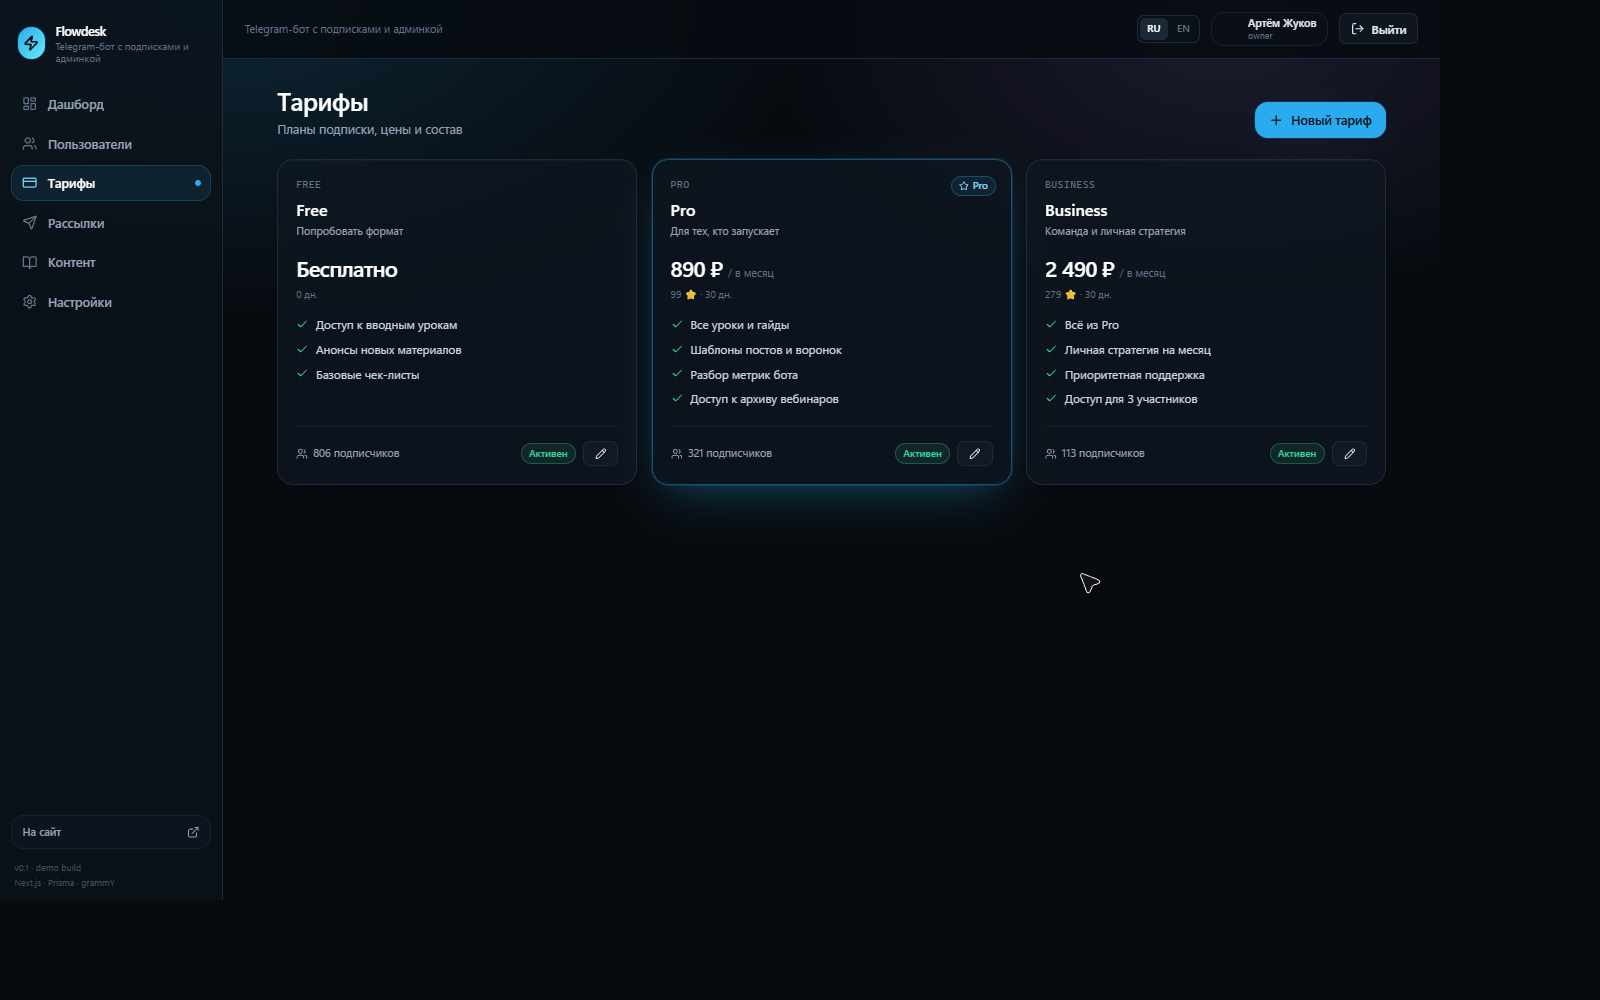 Flowdesk
Telegram-бот с подписками и
админкой
Дашборд
Пользователи
Тарифы
Рассылки
Контент
Настройки
На сайт
v0.1 · demo build
Next.js · Prisma · grammY
Telegram-бот с подписками и админкой
RU EN
Артём Жуков
owner
Выйти
Тарифы
Планы подписки, цены и состав
Новый тариф
FREE
Free
Попробовать формат
Бесплатно
0 дн.
Доступ к вводным урокам
Анонсы новых материалов
Базовые чек-листы
806 подписчиков
Активен
PRO
Pro
Pro
Для тех, кто запускает
890 ₽ / в месяц
99 ⭐ · 30 дн.
Все уроки и гайды
Шаблоны постов и воронок
Разбор метрик бота
Доступ к архиву вебинаров
321 подписчиков
Активен
BUSINESS
Business
Команда и личная стратегия
2 490 ₽ / в месяц
279 ⭐ · 30 дн.
Всё из Pro
Личная стратегия на месяц
Приоритетная поддержка
Доступ для 3 участников
113 подписчиков
Активен